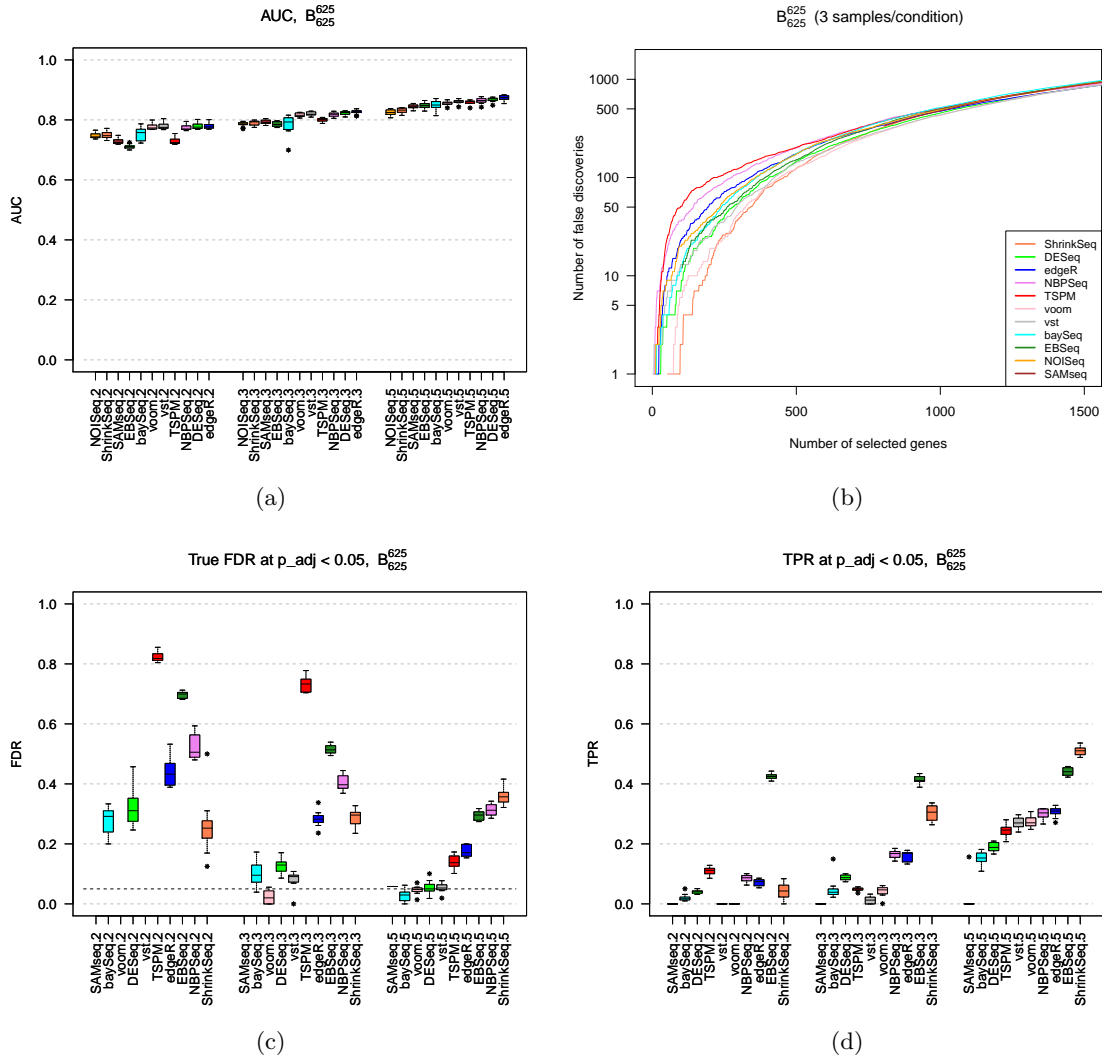 AUC, B^625_625
AUC
1.0
0.8
0.6
0.4
0.2
0.0
NOISeq.2
ShrinkSeq.2
SAMseq.2
EBSeq.2
baySeq.2
voom.2
vst.2
TSPM.2
NBPSeq.2
DESeq.2
edgeR.2
NOISeq.3
ShrinkSeq.3
SAMseq.3
EBSeq.3
baySeq.3
voom.3
vst.3
TSPM.3
NBPSeq.3
DESeq.3
edgeR.3
NOISeq.5
ShrinkSeq.5
SAMseq.5
EBSeq.5
baySeq.5
voom.5
vst.5
TSPM.5
NBPSeq.5
DESeq.5
edgeR.5
(a)
B^625_625 (3 samples/condition)
Number of false discoveries
1000
500
100
50
10
5
1
ShrinkSeq
DESeq
edgeR
NBPSeq
TSPM
voom
vst
baySeq
EBSeq
NOISeq
SAMseq
0 500 1000 1500
Number of selected genes
(b)
True FDR at p_adj < 0.05, B^625_625
FDR
1.0
0.8
0.6
0.4
0.2
0.0
SAMseq.2
baySeq.2
voom.2
DESeq.2
vst.2
TSPM.2
edgeR.2
EBSeq.2
NBPSeq.2
ShrinkSeq.2
SAMseq.3
baySeq.3
voom.3
DESeq.3
vst.3
TSPM.3
edgeR.3
EBSeq.3
NBPSeq.3
ShrinkSeq.3
SAMseq.5
baySeq.5
voom.5
DESeq.5
vst.5
TSPM.5
edgeR.5
EBSeq.5
NBPSeq.5
ShrinkSeq.5
(c)
TPR at p_adj < 0.05, B^625_625
TPR
1.0
0.8
0.6
0.4
0.2
0.0
SAMseq.2
baySeq.2
DESeq.2
TSPM.2
vst.2
voom.2
NBPSeq.2
edgeR.2
EBSeq.2
ShrinkSeq.2
SAMseq.3
baySeq.3
DESeq.3
TSPM.3
vst.3
voom.3
NBPSeq.3
edgeR.3
EBSeq.3
ShrinkSeq.3
SAMseq.5
baySeq.5
DESeq.5
TSPM.5
vst.5
voom.5
NBPSeq.5
edgeR.5
EBSeq.5
ShrinkSeq.5
(d)